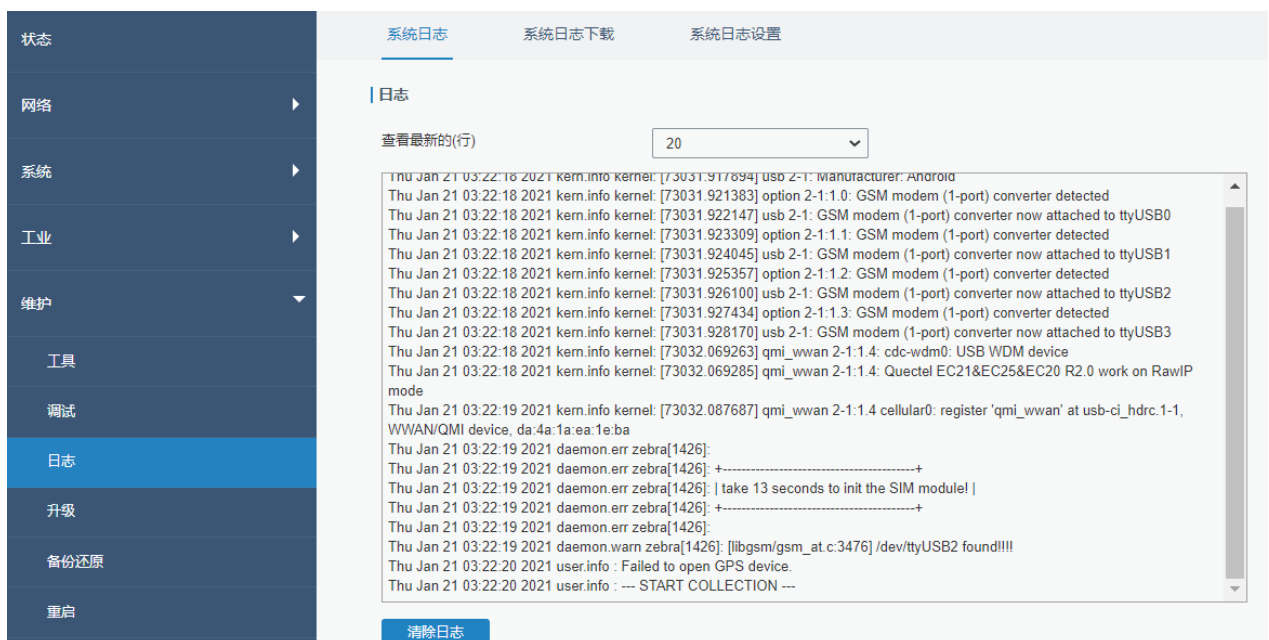 状态
网络
系统
工业
维护
工具
调试
日志
升级
备份还原
重启
系统日志 系统日志下载 系统日志设置
日志
查看最新的(行) 20
Thu Jan 21 03:22:18 2021 kern.info kernel: [73031.917894] usb 2-1: Manufacturer: Android
Thu Jan 21 03:22:18 2021 kern.info kernel: [73031.921383] option 2-1:1.0: GSM modem (1-port) converter detected
Thu Jan 21 03:22:18 2021 kern.info kernel: [73031.922147] usb 2-1: GSM modem (1-port) converter now attached to ttyUSB0
Thu Jan 21 03:22:18 2021 kern.info kernel: [73031.923309] option 2-1:1.1: GSM modem (1-port) converter detected
Thu Jan 21 03:22:18 2021 kern.info kernel: [73031.924045] usb 2-1: GSM modem (1-port) converter now attached to ttyUSB1
Thu Jan 21 03:22:18 2021 kern.info kernel: [73031.925357] option 2-1:1.2: GSM modem (1-port) converter detected
Thu Jan 21 03:22:18 2021 kern.info kernel: [73031.926100] usb 2-1: GSM modem (1-port) converter now attached to ttyUSB2
Thu Jan 21 03:22:18 2021 kern.info kernel: [73031.927434] option 2-1:1.3: GSM modem (1-port) converter detected
Thu Jan 21 03:22:18 2021 kern.info kernel: [73031.928170] usb 2-1: GSM modem (1-port) converter now attached to ttyUSB3
Thu Jan 21 03:22:18 2021 kern.info kernel: [73032.069263] qmi_wwan 2-1:1.4: cdc-wdm0: USB WDM device
Thu Jan 21 03:22:18 2021 kern.info kernel: [73032.069285] qmi_wwan 2-1:1.4: Quectel EC21&EC25&EC20 R2.0 work on RawIP
mode
Thu Jan 21 03:22:19 2021 kern.info kernel: [73032.087687] qmi_wwan 2-1:1.4 cellular0: register 'qmi_wwan' at usb-ci_hdrc.1-1,
WWAN/QMI device, da:4a:1a:ea:1e:ba
Thu Jan 21 03:22:19 2021 daemon.err zebra[1426]:
Thu Jan 21 03:22:19 2021 daemon.err zebra[1426]: +-----------------------------------------+
Thu Jan 21 03:22:19 2021 daemon.err zebra[1426]: | take 13 seconds to init the SIM module! |
Thu Jan 21 03:22:19 2021 daemon.err zebra[1426]: +-----------------------------------------+
Thu Jan 21 03:22:19 2021 daemon.err zebra[1426]:
Thu Jan 21 03:22:19 2021 daemon.warn zebra[1426]: [libgsm/gsm_at.c:3476] /dev/ttyUSB2 found!!!!
Thu Jan 21 03:22:20 2021 user.info : Failed to open GPS device.
Thu Jan 21 03:22:20 2021 user.info : --- START COLLECTION ---
清除日志